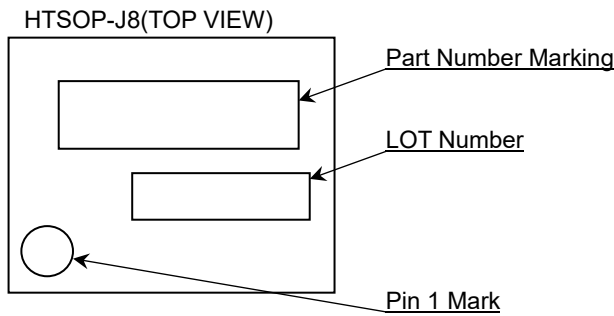 HTSOP-J8(TOP VIEW)
Part Number Marking
LOT Number
Pin 1 Mark